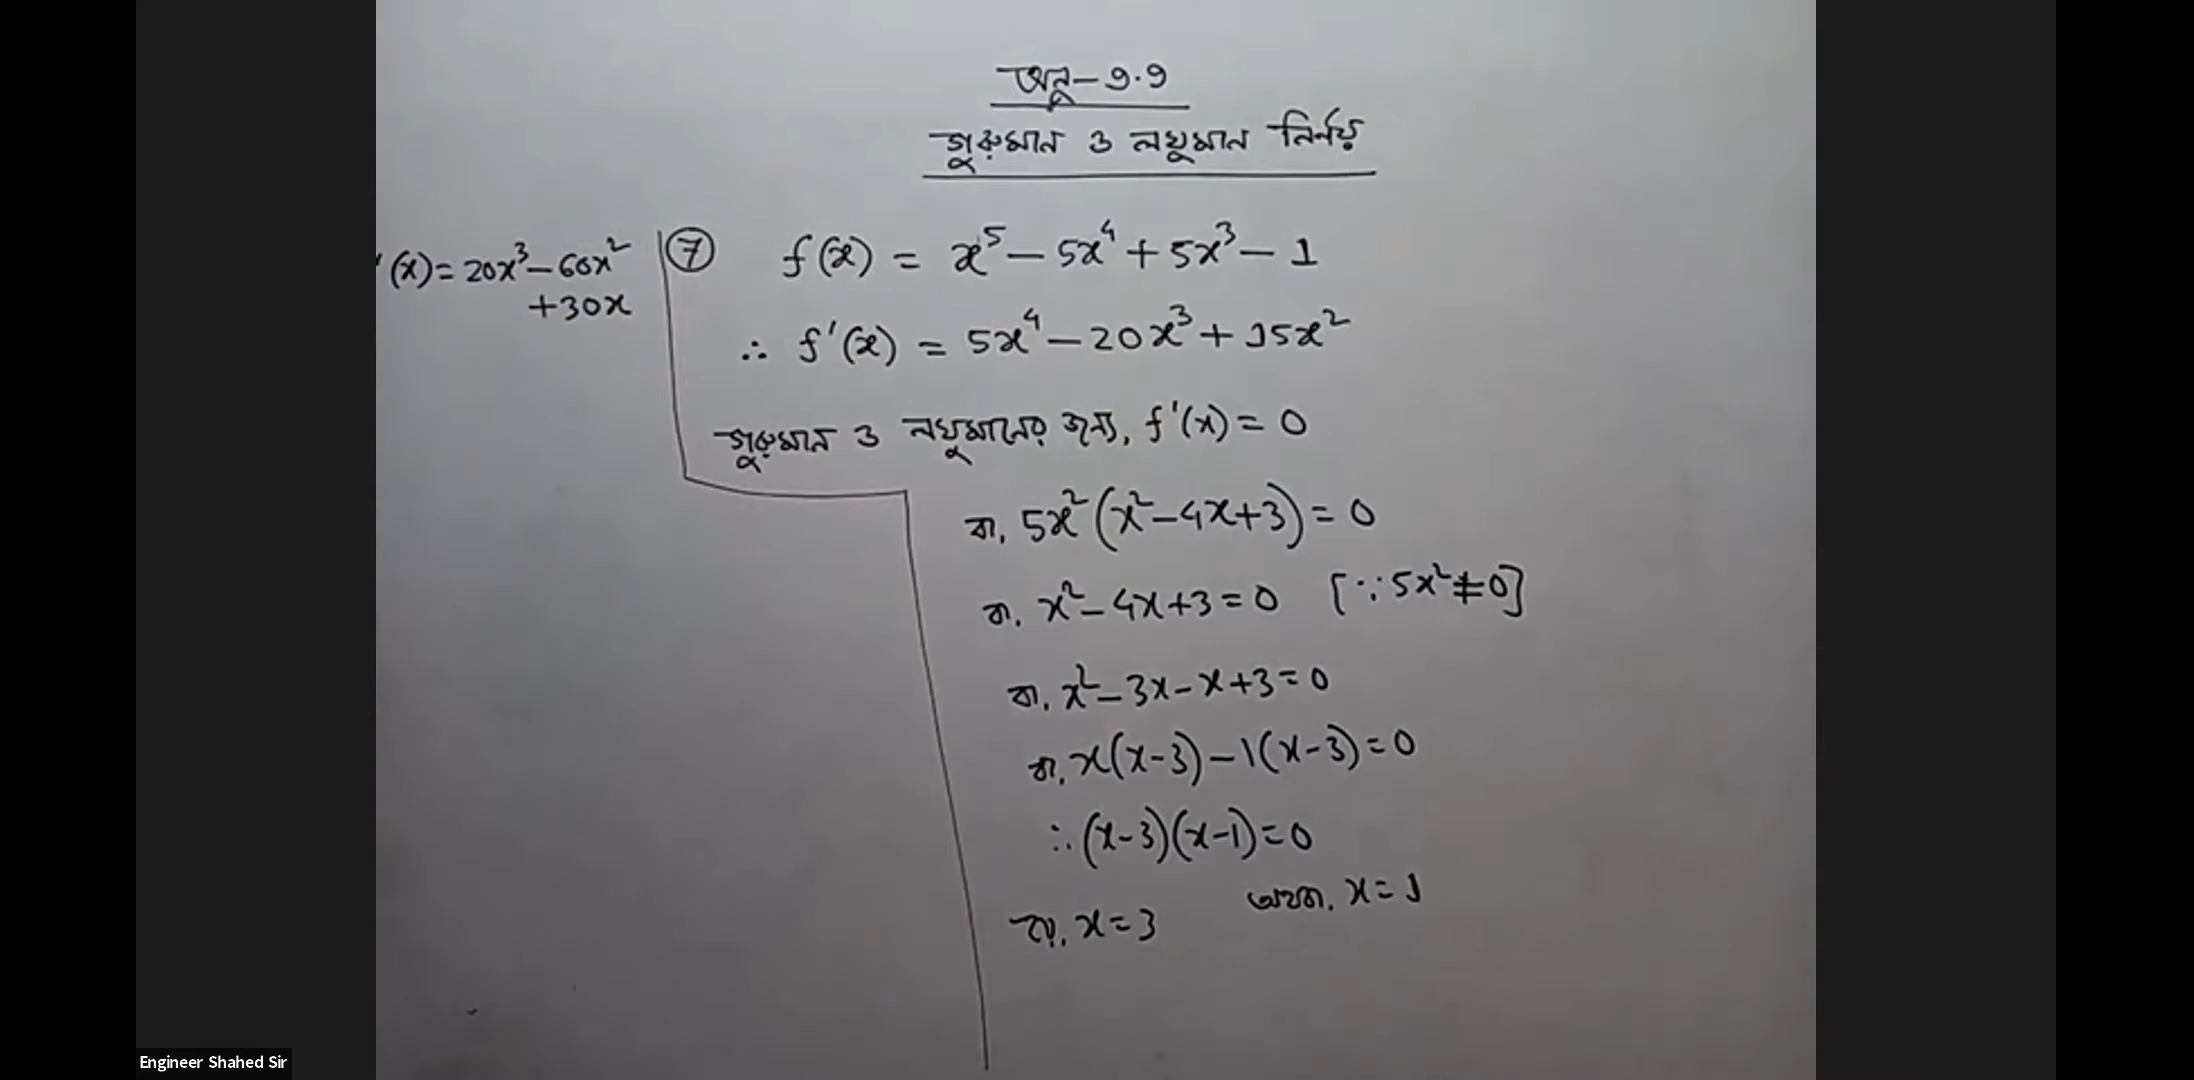 অনু-৯.৭
গুরুমান ও লঘুমান নির্নয়
⑦ f(x) = x⁵ - 5x⁴ + 5x³ - 1
∴ f'(x) = 5x⁴ - 20x³ + 15x²
গুরুমান ও লঘুমানের জন্য, f'(x) = 0
বা, 5x²(x² - 4x + 3) = 0
বা, x² - 4x + 3 = 0 [∵ 5x² ≠ 0]
বা, x² - 3x - x + 3 = 0
বা, x(x-3) - 1(x-3) = 0
∴ (x-3)(x-1) = 0
হয়, x = 3 অথবা, x = 1
'(x) = 20x³ - 60x²
+30x
Engineer Shahed Sir